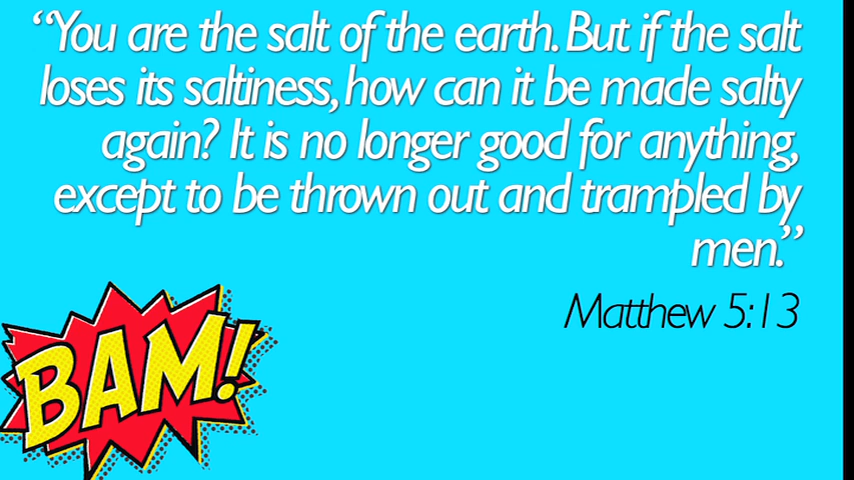 “You are the salt of the earth. But if the salt
loses its saltiness, how can it be made salty
again? It is no longer good for anything,
except to be thrown out and trampled by
men.”
Matthew 5:13
BAM!